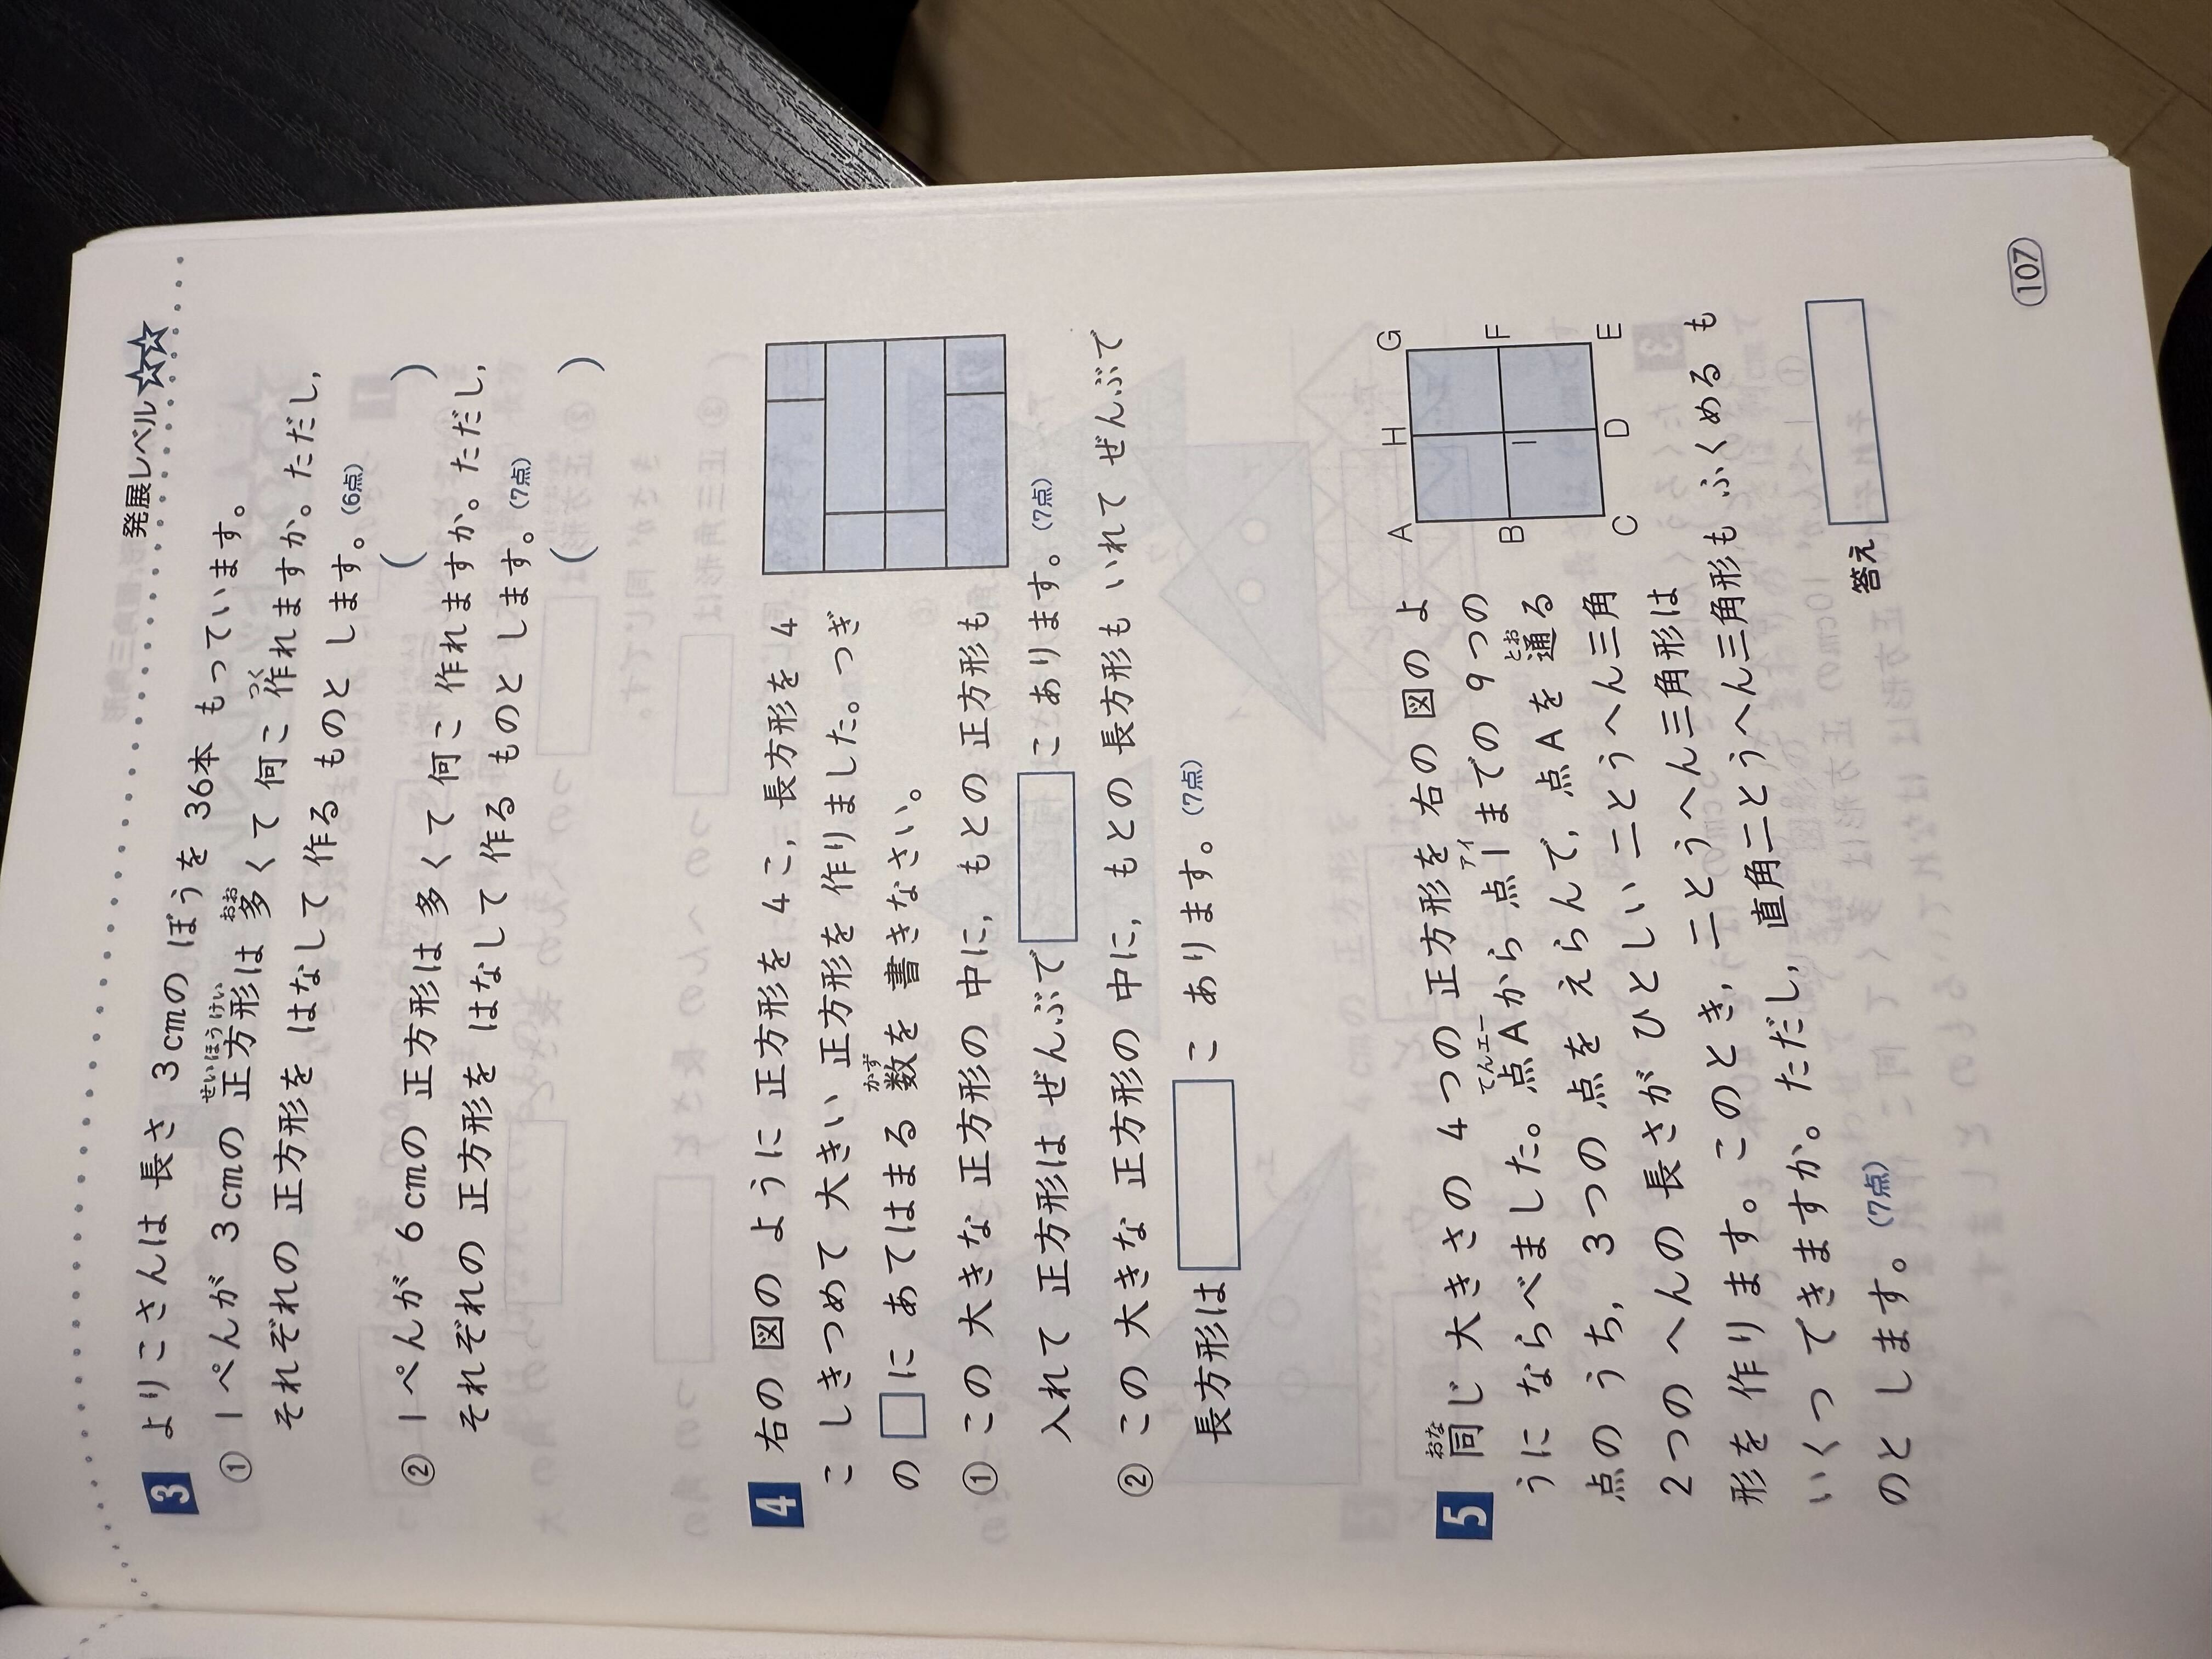 発展レベル☆☆
3 よりこさんは 長さ 3cmの ぼうを 36本 もっています。
① 1ぺんが 3cmの 正方形は 多くて 何こ 作れますか。ただし,
それぞれの 正方形を はなして 作る ものと します。(6点)
( )
② 1ぺんが 6cmの 正方形は 多くて 何こ 作れますか。ただし,
それぞれの 正方形を はなして 作る ものと します。(7点)
( )
4 右の 図の ように 正方形を 4こ, 長方形を 4
こ しきつめて 大きい 正方形を 作りました。つぎ
の □に あてはまる 数を 書きなさい。
① この 大きな 正方形の 中に, もとの 正方形も
入れて 正方形は ぜんぶで □ こ あります。(7点)
② この 大きな 正方形の 中に, もとの 長方形も いれて ぜんぶで
長方形は □ こ あります。(7点)
5 同じ 大きさの 4つの 正方形を 右の 図の よ
うに ならべました。点Aから 点Iまでの 9つの
点の うち, 3つの 点を えらんで, 点Aを 通る
2つの へんの 長さが ひとしい 二とうへん三角
形を 作ります。このとき, 二とうへん三角形は
いくつ できますか。ただし, 直角二とうへん三角形も ふくめる も
のと します。(7点)
A H G
B I F
C D E
答え
107